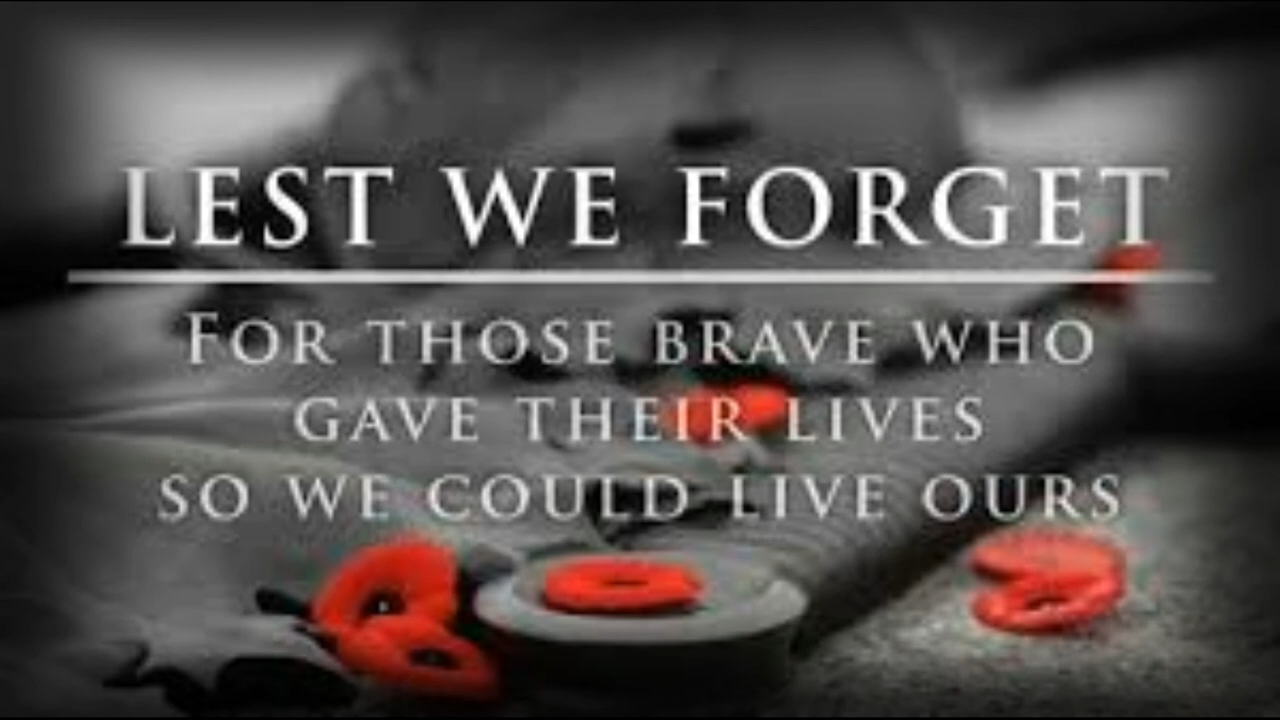 LEST WE FORGET
FOR THOSE BRAVE WHO
GAVE THEIR LIVES
SO WE COULD LIVE OURS